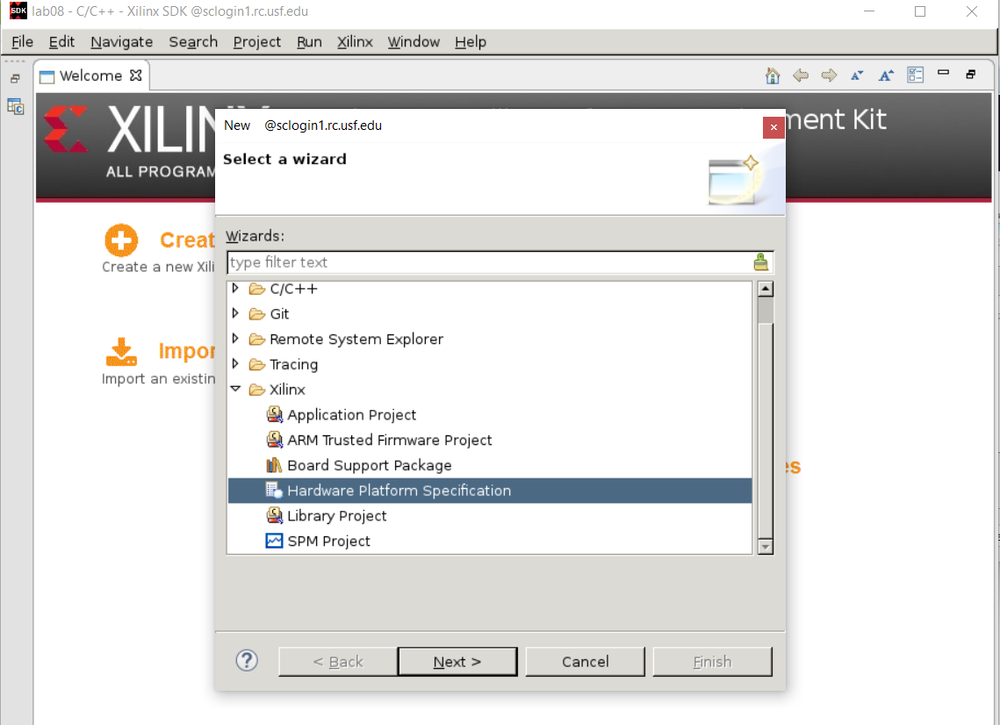 SDK lab08 - C/C++ - Xilinx SDK @sclogin1.rc.usf.edu
File Edit Navigate Search Project Run Xilinx Window Help
Welcome
XILIN
ment Kit
ALL PROGRAM
New @sclogin1.rc.usf.edu
Select a wizard
Wizards:
type filter text
Creat
Create a new Xili
Impor
Import an existin
es
C/C++
Git
Remote System Explorer
Tracing
Xilinx
Application Project
ARM Trusted Firmware Project
Board Support Package
Hardware Platform Specification
Library Project
SPM Project
< Back Next > Cancel Finish